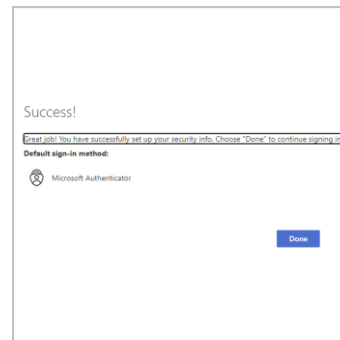 Success!
Great job! You have successfully set up your security info. Choose "Done" to continue signing in
Default sign-in method:
Microsoft Authenticator
Done